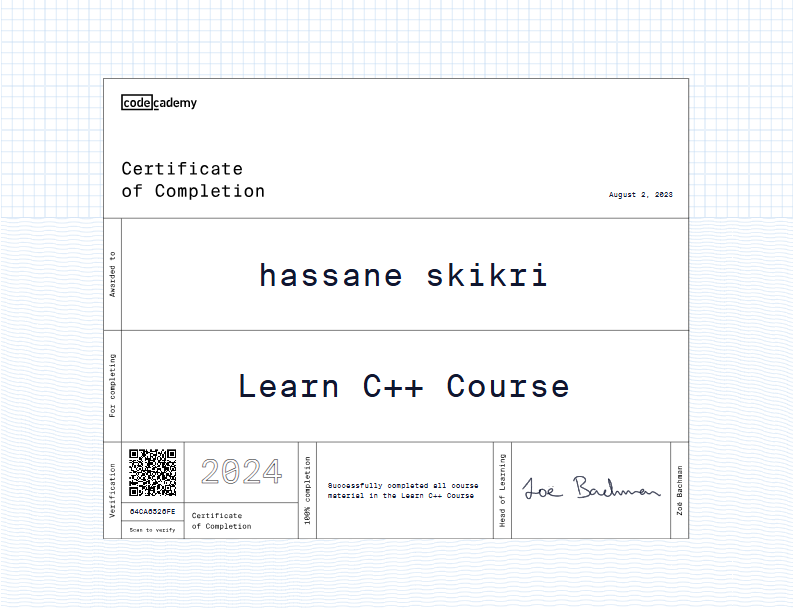 codecademy
Certificate
of Completion
August 2, 2023
Awarded to
hassane skikri
For completing
Learn C++ Course
Verification
64CA6526FE
Scan to verify
2024
Certificate
of Completion
100% completion
Successfully completed all course
material in the Learn C++ Course
Head of Learning
Zoë Bachman
Zoë Bachman